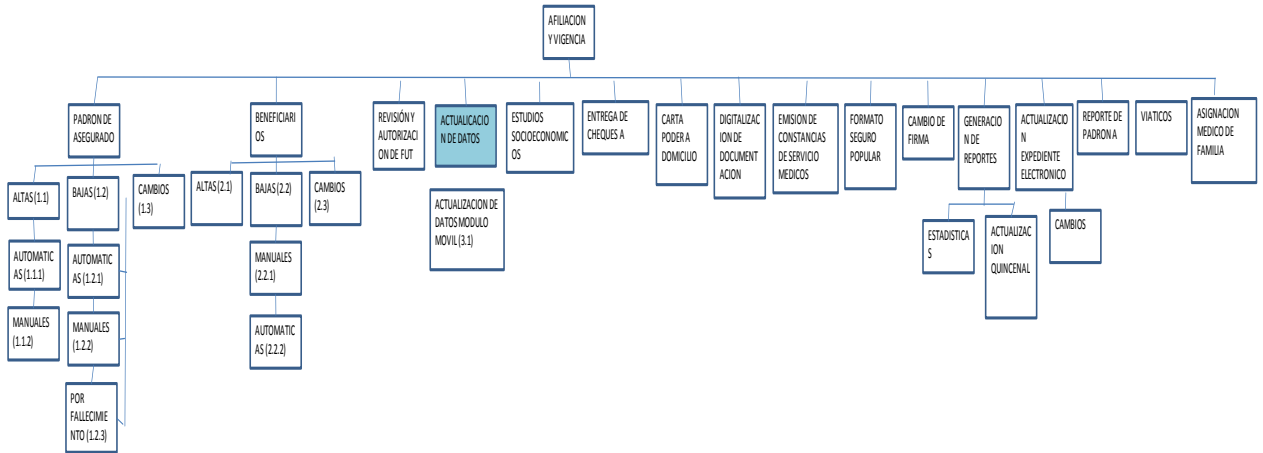 AFILIACION
Y VIGENCIA
PADRON DE
ASEGURADO
BENEFICIARI
OS
REVISIÓN Y
AUTORIZACI
ON DE FUT
ACTUALICACIO
N DE DATOS
ESTUDIOS
SOCIOECONOMIC
OS
ENTREGA DE
CHEQUES A
CARTA
PODER A
DOMICILIO
DIGITALIZAC
ION DE
DOCUMENT
ACION
EMISION DE
CONSTANCIAS
DE SERVICIO
MEDICOS
FORMATO
SEGURO
POPULAR
CAMBIO DE
FIRMA
GENERACIO
N DE
REPORTES
ACTUALIZACIO
N
EXPEDIENTE
ELECTRONICO
REPORTE DE
PADRON A
VIATICOS
ASIGNACION
MEDICO DE
FAMILIA
ALTAS (1.1)
BAJAS (1.2)
CAMBIOS
(1.3)
ALTAS (2.1)
BAJAS (2.2)
CAMBIOS
(2.3)
ACTUALIZACION DE
DATOS MODULO
MOVIL (3.1)
ESTADISTICA
S
ACTUALIZAC
ION
QUINCENAL
CAMBIOS
AUTOMATIC
AS (1.1.1)
AUTOMATIC
AS (1.2.1)
MANUALES
(2.2.1)
MANUALES
(1.1.2)
MANUALES
(1.2.2)
AUTOMATIC
AS (2.2.2)
POR
FALLECIMIE
NTO (1.2.3)